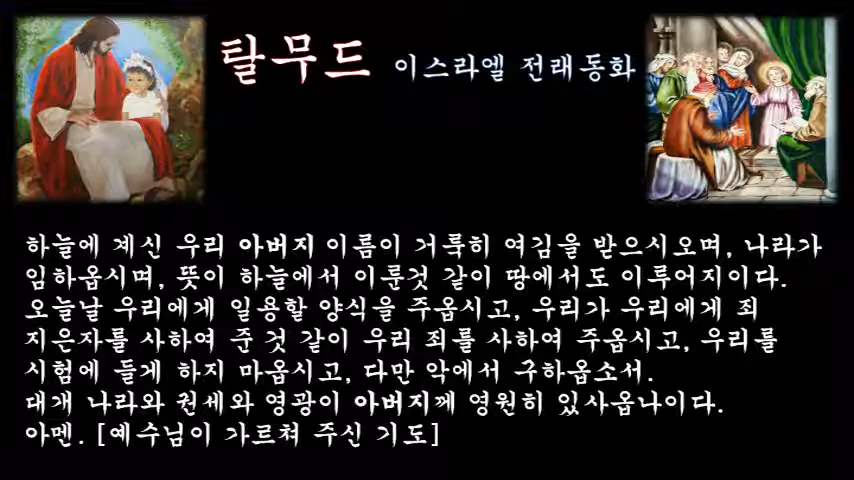 탈무드 이스라엘 전래동화
하늘에 계신 우리 아버지 이름이 거룩히 여김을 받으시오며, 나라가
임하옵시며, 뜻이 하늘에서 이룬것 같이 땅에서도 이루어지이다.
오늘날 우리에게 일용할 양식을 주옵시고, 우리가 우리에게 죄
지은자를 사하여 준 것 같이 우리 죄를 사하여 주옵시고, 우리를
시험에 들게 하지 마옵시고, 다만 악에서 구하옵소서.
대개 나라와 원세와 영광이 아버지께 영원히 있사옵나이다.
아멘. [예수님이 가르쳐 주신 기도]